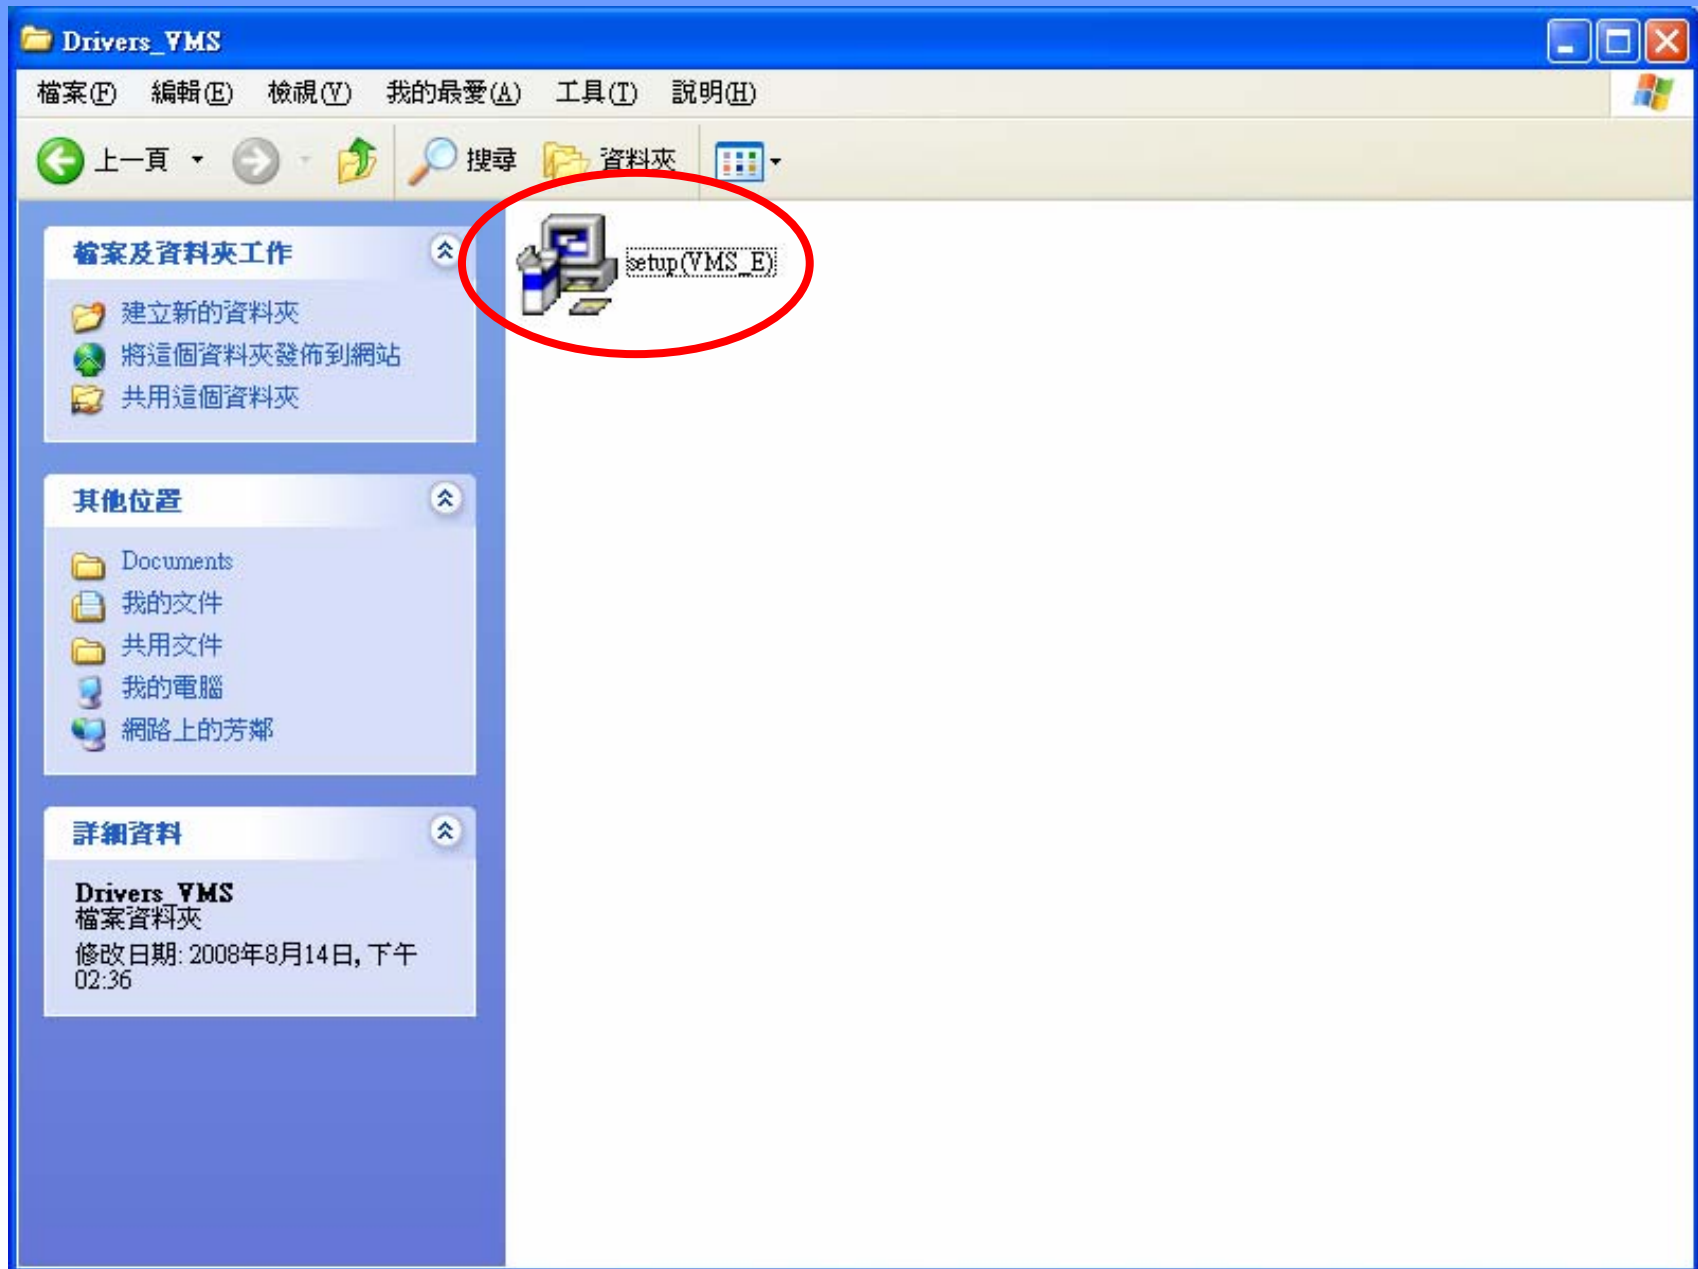 Drivers_VMS
檔案(F) 編輯(E) 檢視(V) 我的最愛(A) 工具(T) 說明(H)
上一頁 搜尋 資料夾
檔案及資料夾工作
建立新的資料夾
將這個資料夾發佈到網站
共用這個資料夾
其他位置
Documents
我的文件
共用文件
我的電腦
網路上的芳鄰
詳細資料
Drivers_VMS
檔案資料夾
修改日期: 2008年8月14日, 下午
02:36
setup(VMS_E)